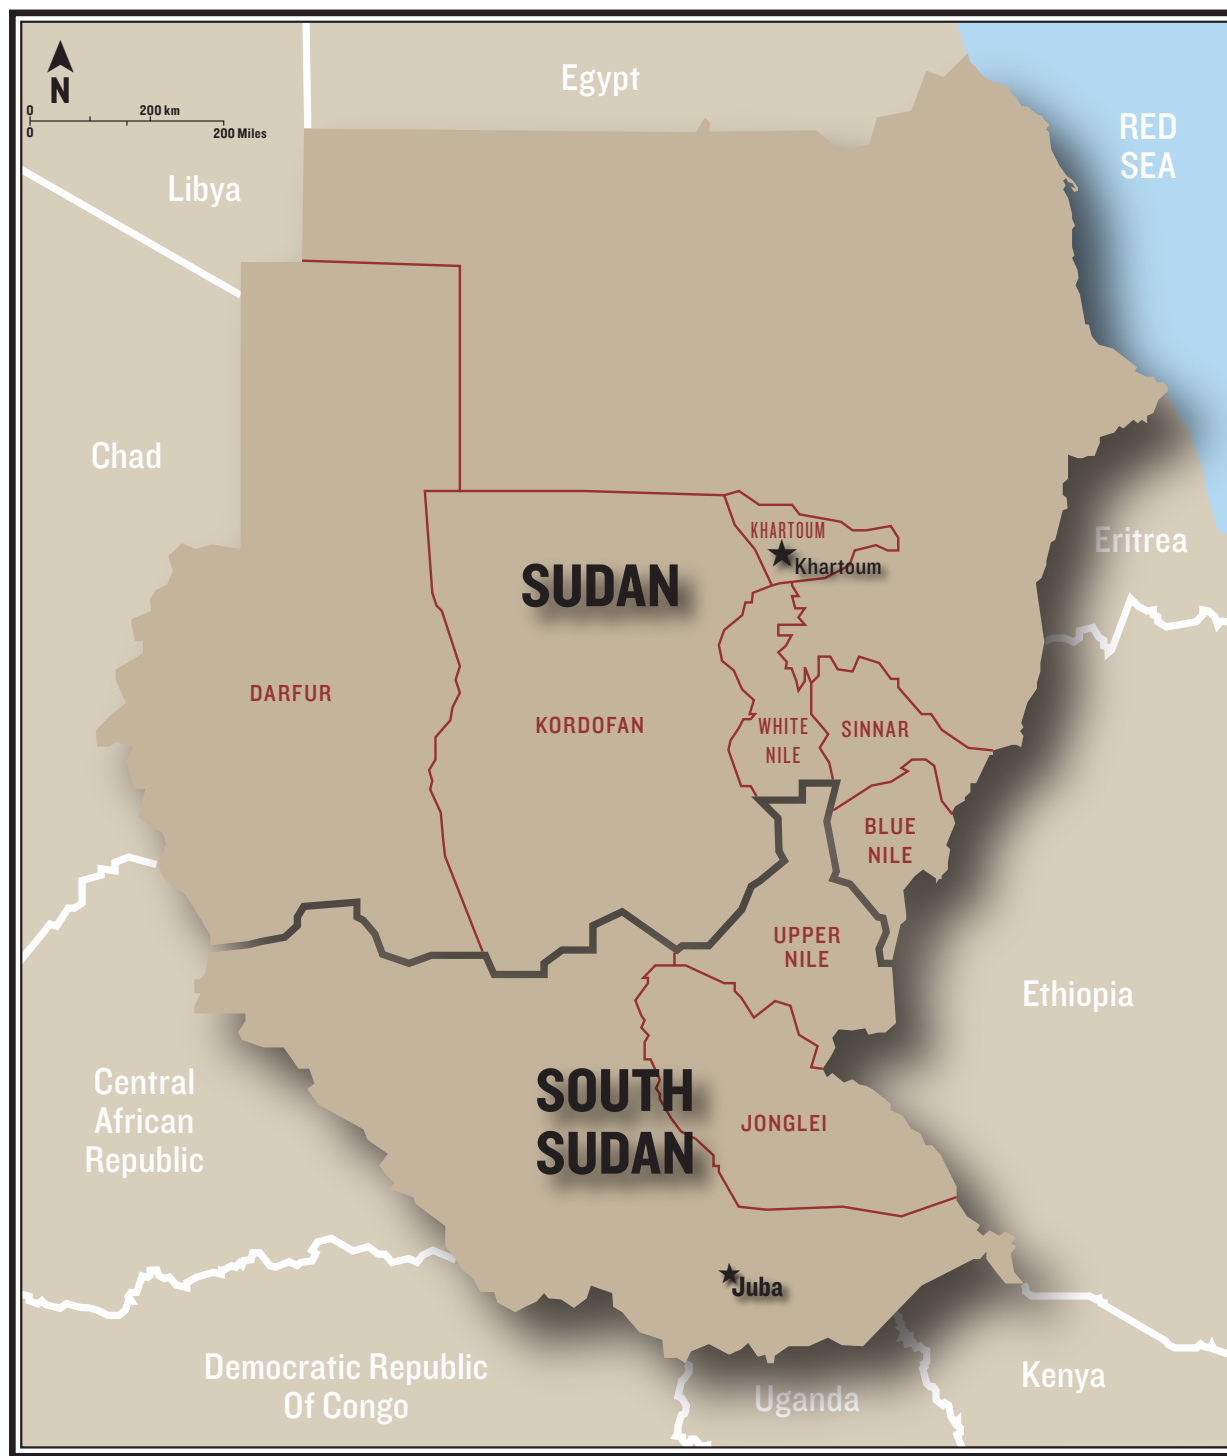 N
0
200 km
0
200 Miles
Egypt
RED
SEA
Libya
Chad
KHARTOUM
Khartoum
Eritrea
SUDAN
DARFUR
KORDOFAN
WHITE
NILE
SINNAR
BLUE
NILE
UPPER
NILE
Ethiopia
Central
African
Republic
SOUTH
SUDAN
JONGLEI
Juba
Democratic Republic
Of Congo
Uganda
Kenya